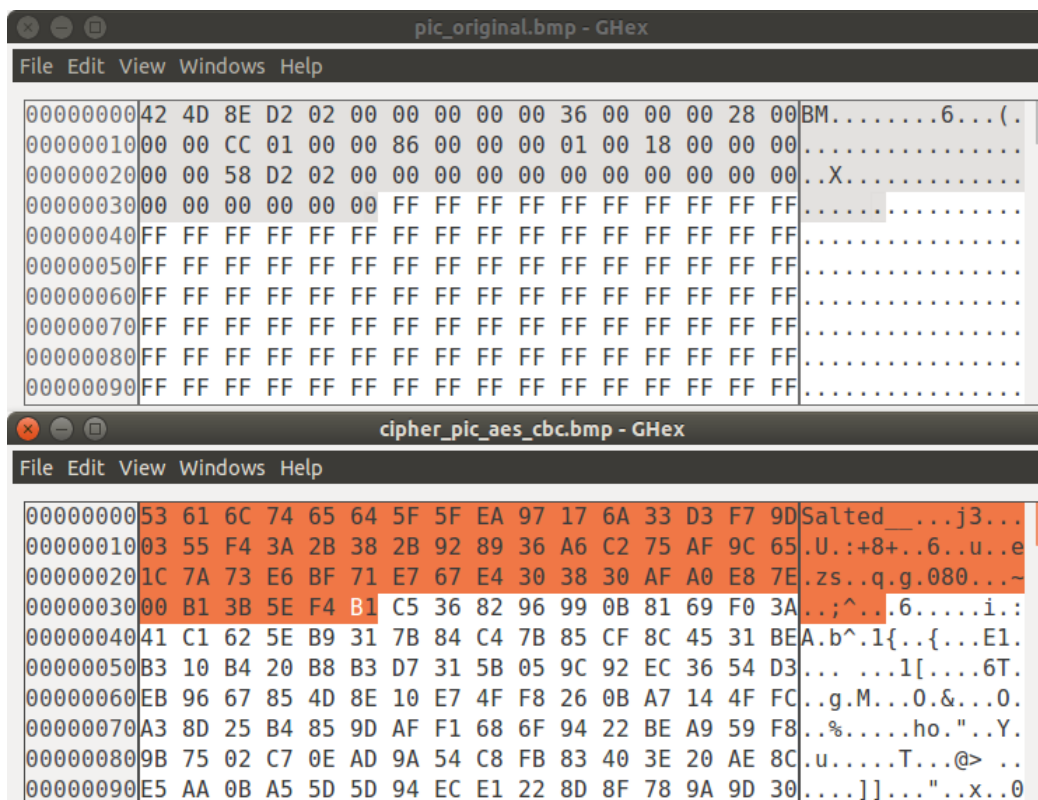 pic_original.bmp - GHex
File Edit View Windows Help
00000000 42 4D 8E D2 02 00 00 00 00 00 36 00 00 00 28 00 BM........6...(.
00000010 00 00 CC 01 00 00 86 00 00 00 01 00 18 00 00 00 ................
00000020 00 00 58 D2 02 00 00 00 00 00 00 00 00 00 00 00 ..X.............
00000030 00 00 00 00 00 00 FF FF FF FF FF FF FF FF FF FF ................
00000040 FF FF FF FF FF FF FF FF FF FF FF FF FF FF FF FF ................
00000050 FF FF FF FF FF FF FF FF FF FF FF FF FF FF FF FF ................
00000060 FF FF FF FF FF FF FF FF FF FF FF FF FF FF FF FF ................
00000070 FF FF FF FF FF FF FF FF FF FF FF FF FF FF FF FF ................
00000080 FF FF FF FF FF FF FF FF FF FF FF FF FF FF FF FF ................
00000090 FF FF FF FF FF FF FF FF FF FF FF FF FF FF FF FF ................
cipher_pic_aes_cbc.bmp - GHex
File Edit View Windows Help
00000000 53 61 6C 74 65 64 5F 5F EA 97 17 6A 33 D3 F7 9D Salted__...j3...
00000010 03 55 F4 3A 2B 38 2B 92 89 36 A6 C2 75 AF 9C 65 .U.:+8+..6..u..e
00000020 1C 7A 73 E6 BF 71 E7 67 E4 30 38 30 AF A0 E8 7E .zs..q.g.080...~
00000030 00 B1 3B 5E F4 B1 C5 36 82 96 99 0B 81 69 F0 3A ..;^...6.....i.:
00000040 41 C1 62 5E B9 31 7B 84 C4 7B 85 CF 8C 45 31 BE A.b^.1{..{...E1.
00000050 B3 10 B4 20 B8 B3 D7 31 5B 05 9C 92 EC 36 54 D3 ... ...1[....6T.
00000060 EB 96 67 85 4D 8E 10 E7 4F F8 26 0B A7 14 4F FC ..g.M...O.&...O.
00000070 A3 8D 25 B4 85 9D AF F1 68 6F 94 22 BE A9 59 F8 ..%.....ho."..Y.
00000080 9B 75 02 C7 0E AD 9A 54 C8 FB 83 40 3E 20 AE 8C .u.....T...@> ..
00000090 E5 AA 0B A5 5D 5D 94 EC E1 22 8D 8F 78 9A 9D 30 ....]]..."..x..0